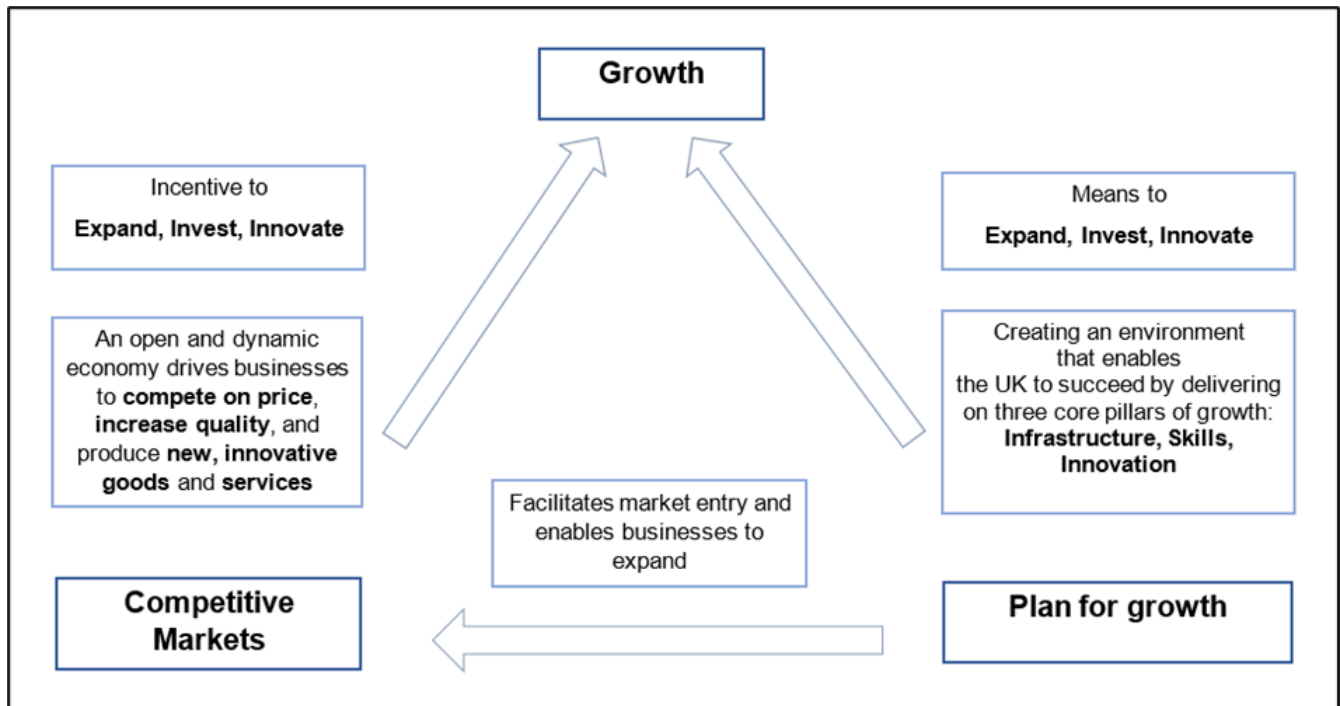 Growth
Incentive to
Expand, Invest, Innovate
Means to
Expand, Invest, Innovate
An open and dynamic
economy drives businesses
to compete on price,
increase quality, and
produce new, innovative
goods and services
Creating an environment
that enables
the UK to succeed by delivering
on three core pillars of growth:
Infrastructure, Skills,
Innovation
Facilitates market entry and
enables businesses to
expand
Competitive
Markets
Plan for growth